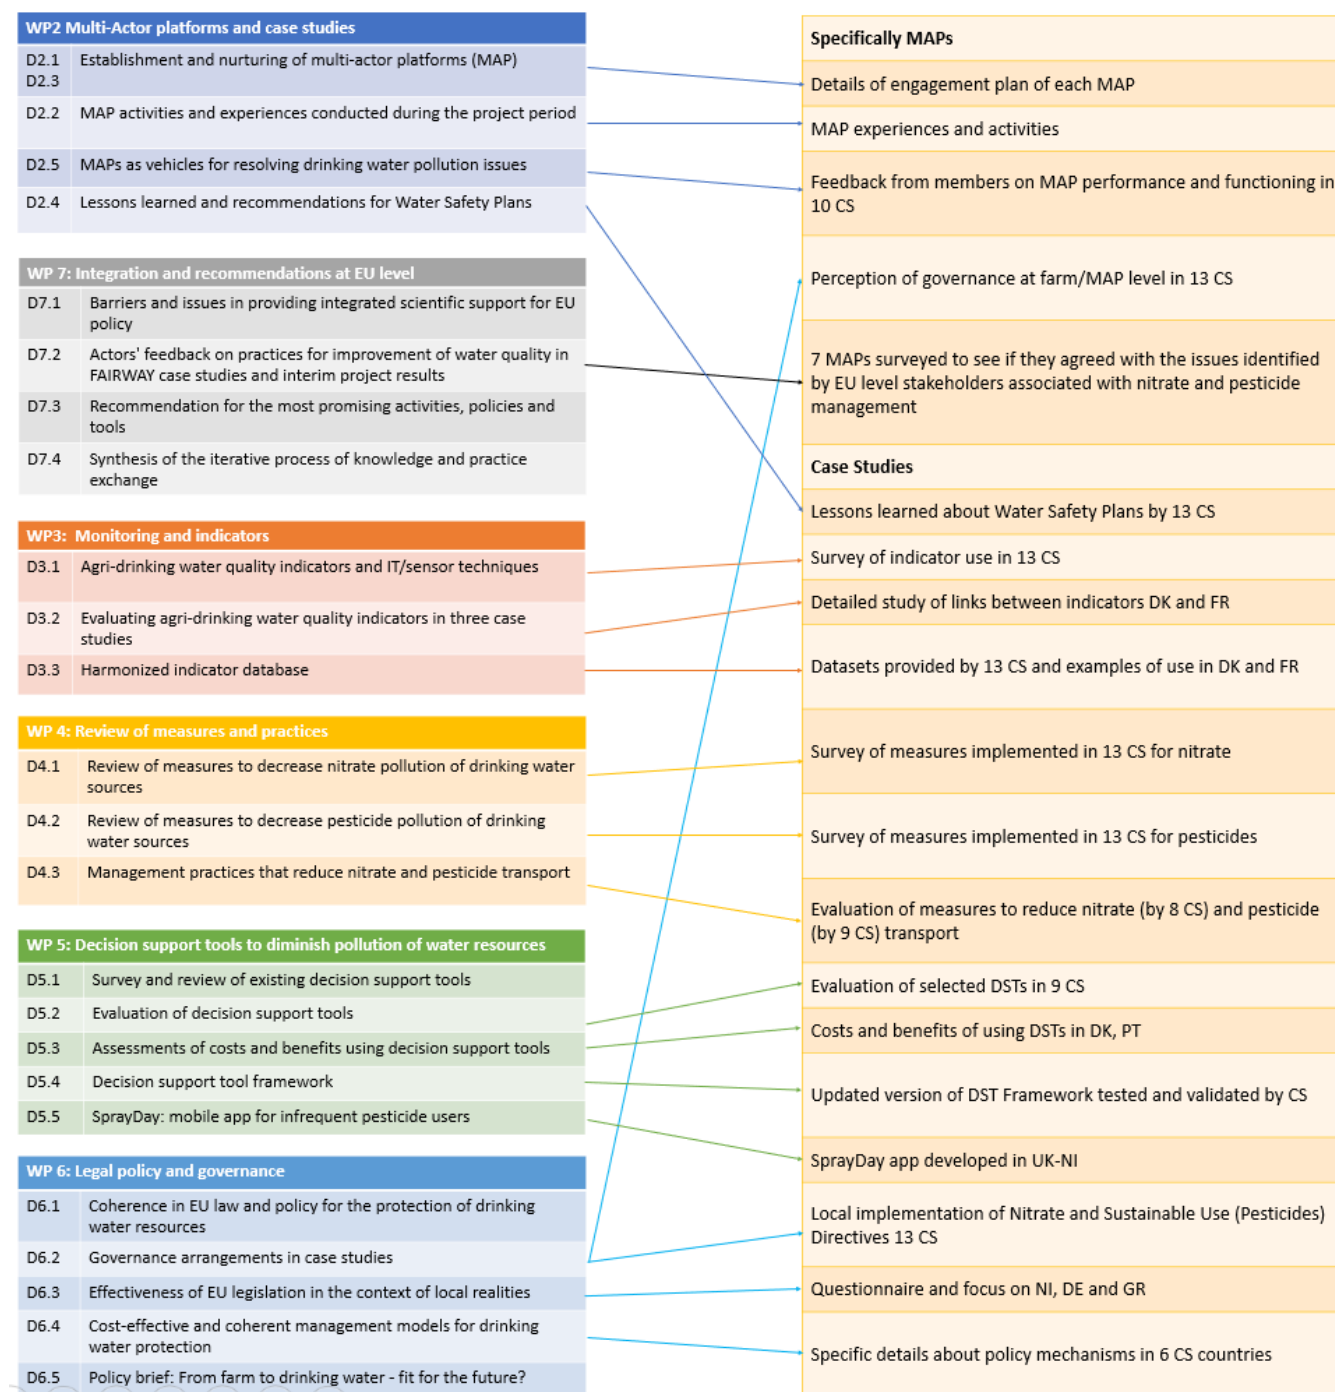 WP2 Multi-Actor platforms and case studies
D2.1 Establishment and nurturing of multi-actor platforms (MAP)
D2.3
D2.2 MAP activities and experiences conducted during the project period
D2.5 MAPs as vehicles for resolving drinking water pollution issues
D2.4 Lessons learned and recommendations for Water Safety Plans
WP 7: Integration and recommendations at EU level
D7.1 Barriers and issues in providing integrated scientific support for EU
policy
D7.2 Actors' feedback on practices for improvement of water quality in
FAIRWAY case studies and interim project results
D7.3 Recommendation for the most promising activities, policies and
tools
D7.4 Synthesis of the iterative process of knowledge and practice
exchange
WP3: Monitoring and indicators
D3.1 Agri-drinking water quality indicators and IT/sensor techniques
D3.2 Evaluating agri-drinking water quality indicators in three case
studies
D3.3 Harmonized indicator database
WP 4: Review of measures and practices
D4.1 Review of measures to decrease nitrate pollution of drinking water
sources
D4.2 Review of measures to decrease pesticide pollution of drinking
water sources
D4.3 Management practices that reduce nitrate and pesticide transport
WP 5: Decision support tools to diminish pollution of water resources
D5.1 Survey and review of existing decision support tools
D5.2 Evaluation of decision support tools
D5.3 Assessments of costs and benefits using decision support tools
D5.4 Decision support tool framework
D5.5 SprayDay: mobile app for infrequent pesticide users
WP 6: Legal policy and governance
D6.1 Coherence in EU law and policy for the protection of drinking
water resources
D6.2 Governance arrangements in case studies
D6.3 Effectiveness of EU legislation in the context of local realities
D6.4 Cost-effective and coherent management models for drinking
water protection
D6.5 Policy brief: From farm to drinking water - fit for the future?
Specifically MAPs
Details of engagement plan of each MAP
MAP experiences and activities
Feedback from members on MAP performance and functioning in
10 CS
Perception of governance at farm/MAP level in 13 CS
7 MAPs surveyed to see if they agreed with the issues identified
by EU level stakeholders associated with nitrate and pesticide
management
Case Studies
Lessons learned about Water Safety Plans by 13 CS
Survey of indicator use in 13 CS
Detailed study of links between indicators DK and FR
Datasets provided by 13 CS and examples of use in DK and FR
Survey of measures implemented in 13 CS for nitrate
Survey of measures implemented in 13 CS for pesticides
Evaluation of measures to reduce nitrate (by 8 CS) and pesticide
(by 9 CS) transport
Evaluation of selected DSTs in 9 CS
Costs and benefits of using DSTs in DK, PT
Updated version of DST Framework tested and validated by CS
SprayDay app developed in UK-NI
Local implementation of Nitrate and Sustainable Use (Pesticides)
Directives 13 CS
Questionnaire and focus on NI, DE and GR
Specific details about policy mechanisms in 6 CS countries